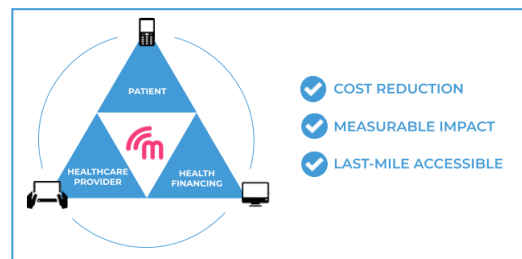 PATIENT
m
HEALTHCARE
PROVIDER
HEALTH
FINANCING
COST REDUCTION
MEASURABLE IMPACT
LAST-MILE ACCESSIBLE